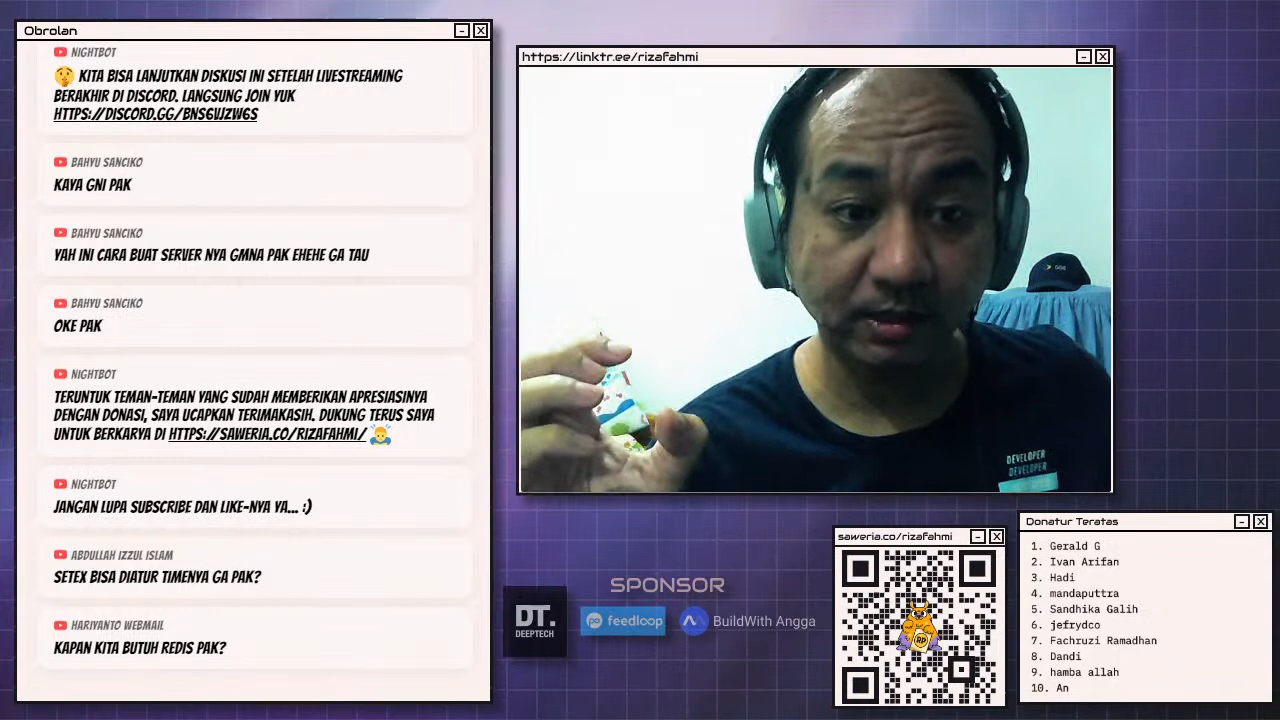 Obrolan
NIGHTBOT
🤫 KITA BISA LANJUTKAN DISKUSI INI SETELAH LIVESTREAMING
BERAKHIR DI DISCORD. LANGSUNG JOIN YUK
HTTPS://DISCORD.GG/BNS6VJZW6S
BAHYU SANCIKO
KAYA GNI PAK
BAHYU SANCIKO
YAH INI CARA BUAT SERVER NYA GMNA PAK EHEHE GA TAU
BAHYU SANCIKO
OKE PAK
NIGHTBOT
TERUNTUK TEMAN-TEMAN YANG SUDAH MEMBERIKAN APRESIASINYA
DENGAN DONASI, SAYA UCAPKAN TERIMAKASIH. DUKUNG TERUS SAYA
UNTUK BERKARYA DI HTTPS://SAWERIA.CO/RIZAFAHMI/ 🙇
NIGHTBOT
JANGAN LUPA SUBSCRIBE DAN LIKE-NYA YA... :)
ABDULLAH IZZUL ISLAM
SETEX BISA DIATUR TIMENYA GA PAK?
HARIYANTO WEBMAIL
KAPAN KITA BUTUH REDIS PAK?
https://linktr.ee/rizafahmi
DEVELOPER
DEVELOPER
SPONSOR
DT.
DEEPTECH
feedloop
BuildWith Angga
saweria.co/rizafahmi
Donatur Teratas
1. Gerald G
2. Ivan Arifan
3. Hadi
4. mandaputtra
5. Sandhika Galih
6. jefrydco
7. Fachruzi Ramadhan
8. Dandi
9. hamba allah
10. An